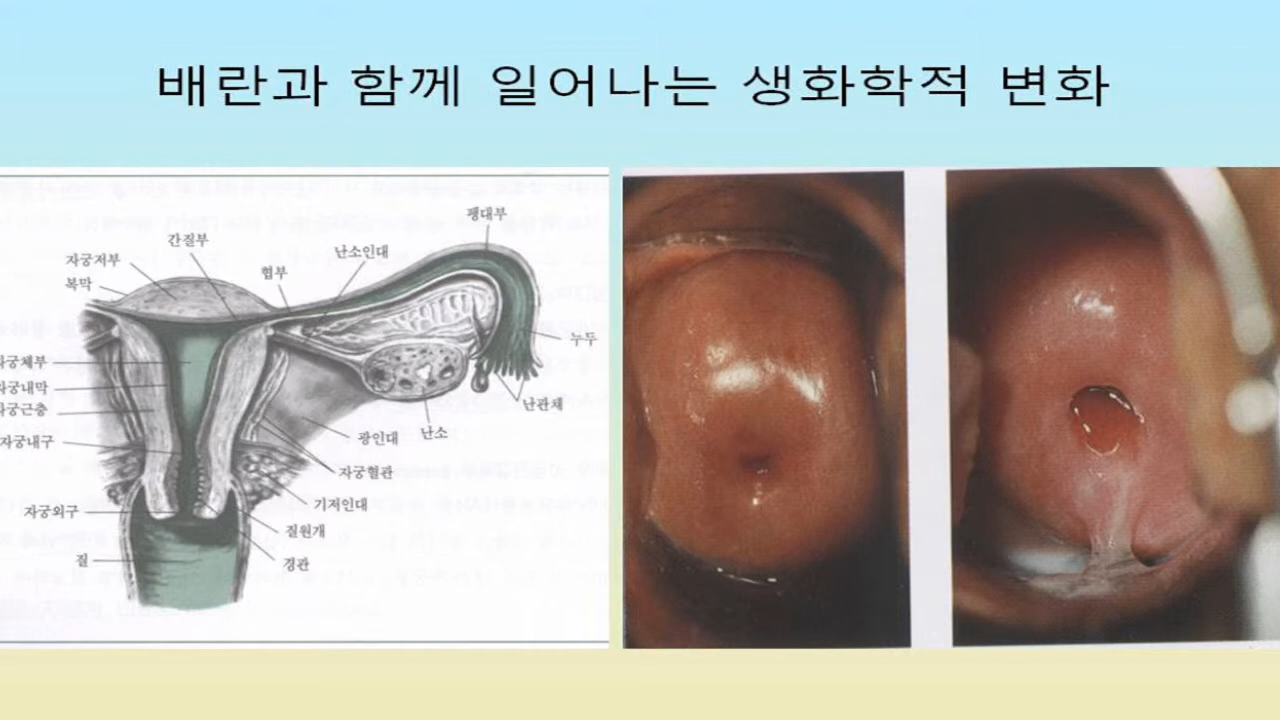 배란과 함께 일어나는 생화학적 변화
팽대부
간질부
난소인대
자궁저부
협부
복막
누두
자궁체부
자궁내막
난관채
자궁근층
난소
광인대
자궁내구
자궁혈관
기저인대
자궁외구
질원개
질
경관